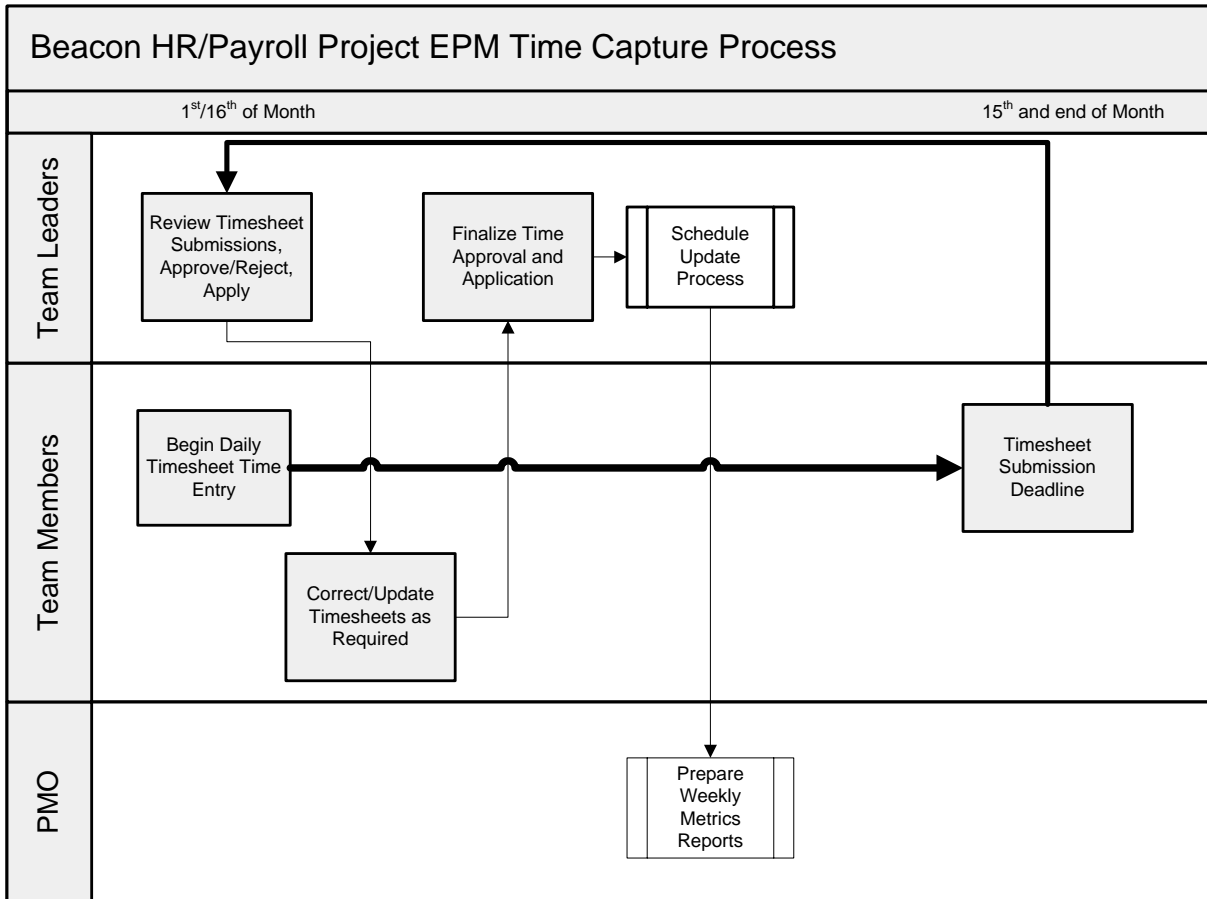 Beacon HR/Payroll Project EPM Time Capture Process
1st/16th of Month
15th and end of Month
Team Leaders
Review Timesheet
Submissions,
Approve/Reject,
Apply
Finalize Time
Approval and
Application
Schedule
Update
Process
Team Members
Begin Daily
Timesheet Time
Entry
Timesheet
Submission
Deadline
Correct/Update
Timesheets as
Required
PMO
Prepare
Weekly
Metrics
Reports